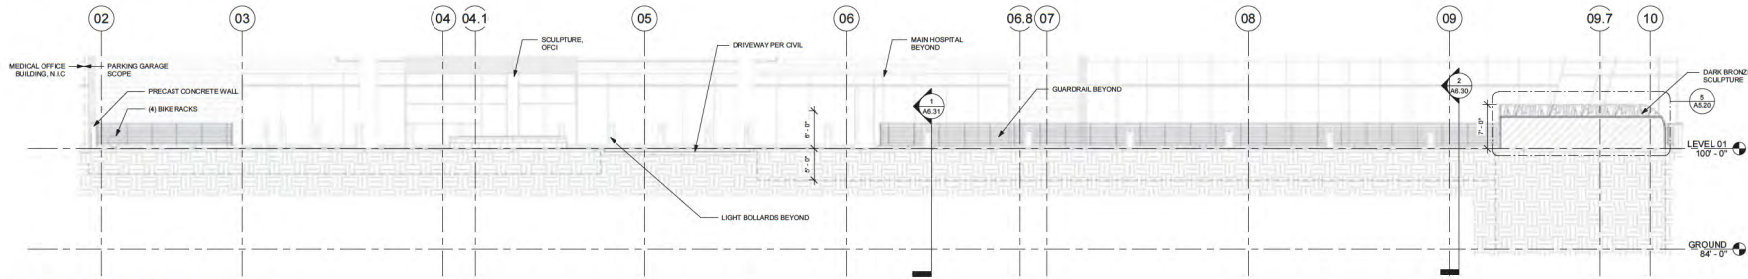 02
03
04
04.1
05
06
06.8
07
08
09
09.7
10
MEDICAL OFFICE
BUILDING, N.I.C
PARKING GARAGE
SCOPE
SCULPTURE,
OFCI
DRIVEWAY PER CIVIL
MAIN HOSPITAL
BEYOND
PRECAST CONCRETE WALL
(4) BIKE RACKS
GUARDRAIL BEYOND
DARK BRONZ
SCULPTURE
1
A6.31
2
A6.30
5
A5.20
6' - 0"
5' - 0"
7' - 0"
LEVEL 01
100' - 0"
LIGHT BOLLARDS BEYOND
GROUND
84' - 0"